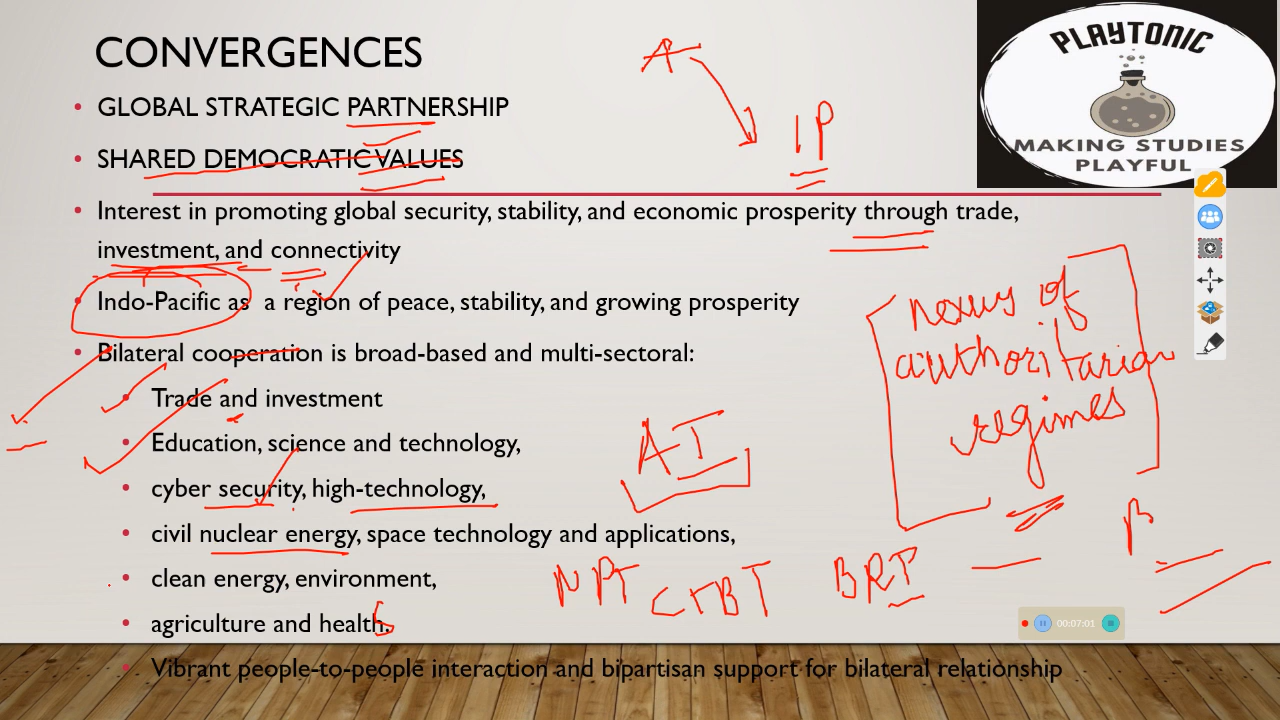 CONVERGENCES
PLAYTONIC
MAKING STUDIES
PLAYFUL
A
IP
• GLOBAL STRATEGIC PARTNERSHIP
• SHARED DEMOCRATIC VALUES
• Interest in promoting global security, stability, and economic prosperity through trade,
investment, and connectivity
• Indo-Pacific as a region of peace, stability, and growing prosperity
• Bilateral cooperation is broad-based and multi-sectoral:
• Trade and investment
• Education, science and technology,
• cyber security, high-technology,
• civil nuclear energy, space technology and applications,
• clean energy, environment,
• agriculture and health.
• Vibrant people-to-people interaction and bipartisan support for bilateral relationship
nexus of
authoritarian
regimes
AI
NPT CTBT
00:07:01